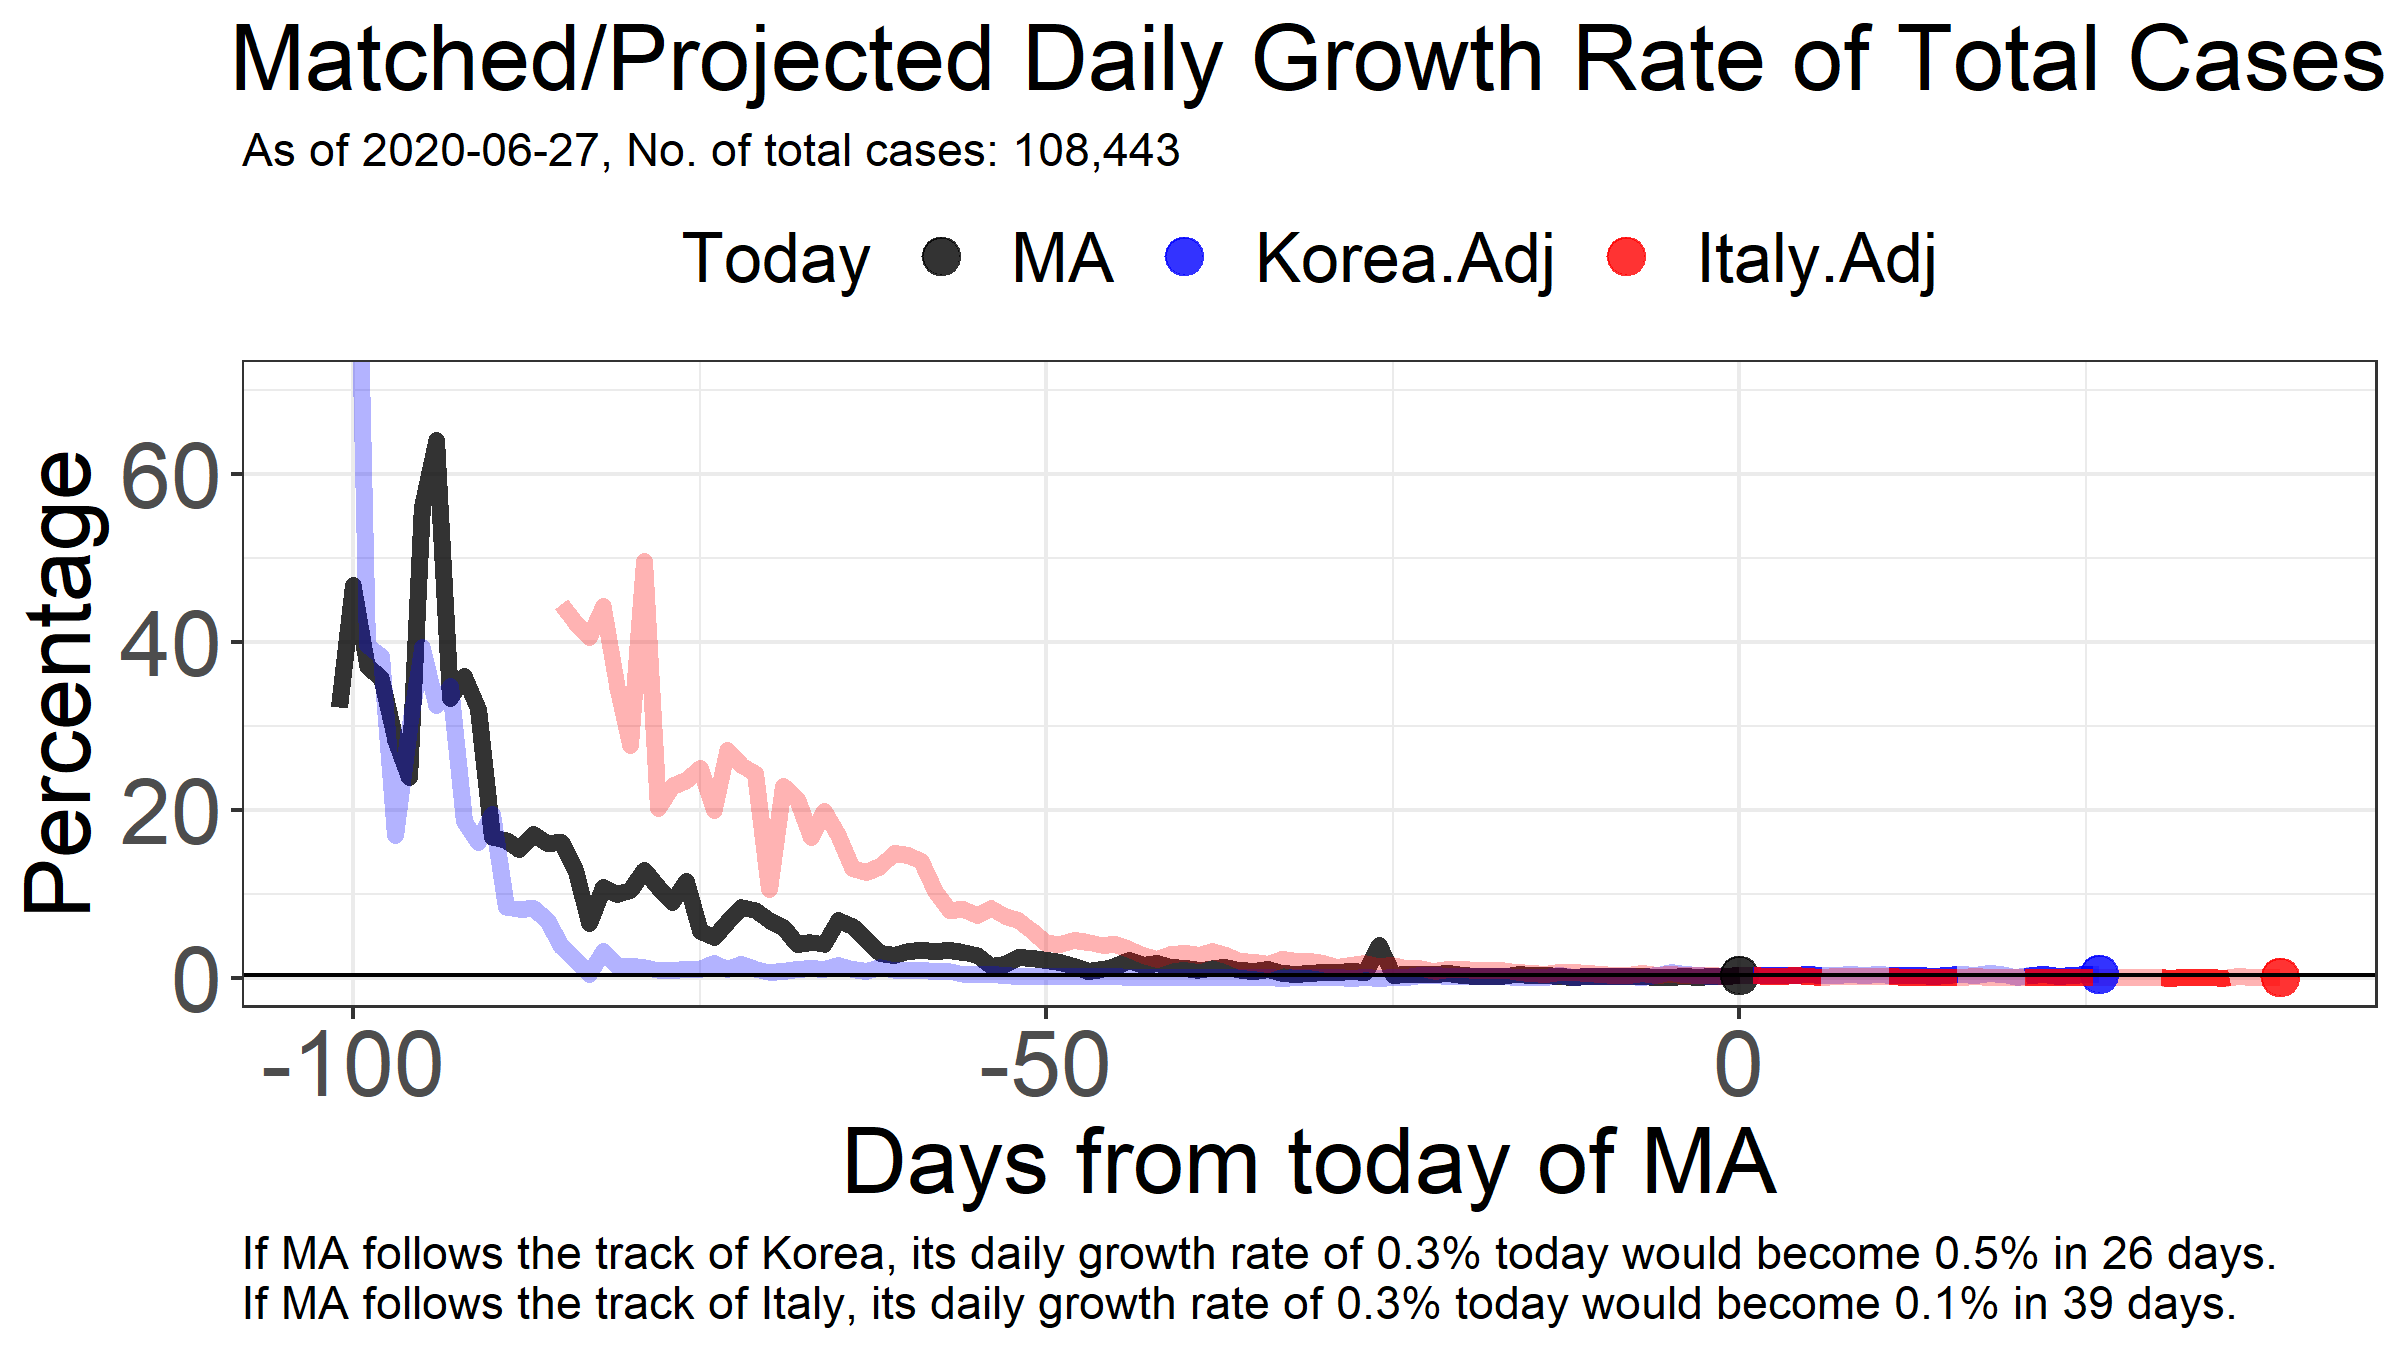 Matched/Projected Daily Growth Rate of Total Cases
As of 2020-06-27, No. of total cases: 108,443
Today MA Korea.Adj Italy.Adj
Percentage
60
40
20
0
-100 -50 0
Days from today of MA
If MA follows the track of Korea, its daily growth rate of 0.3% today would become 0.5% in 26 days.
If MA follows the track of Italy, its daily growth rate of 0.3% today would become 0.1% in 39 days.